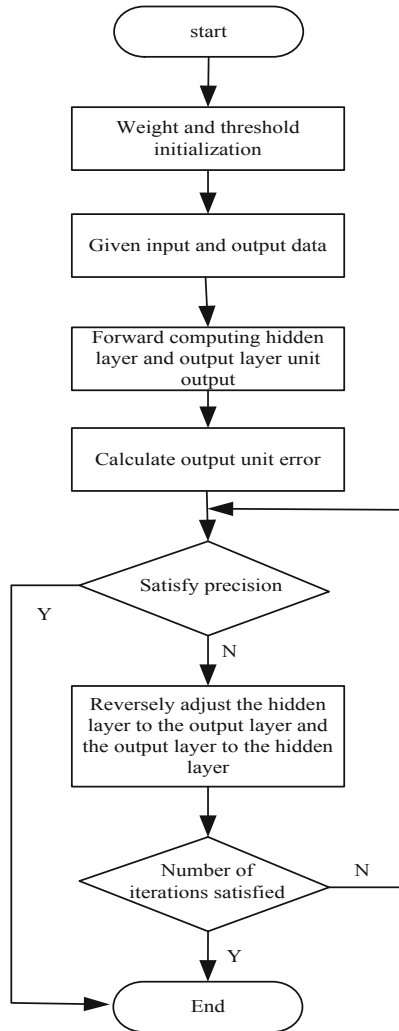 start
Weight and threshold
initialization
Given input and output data
Forward computing hidden
layer and output layer unit
output
Calculate output unit error
Satisfy precision
Y
N
Reversely adjust the hidden
layer to the output layer and
the output layer to the hidden
layer
Number of
iterations satisfied
N
Y
End